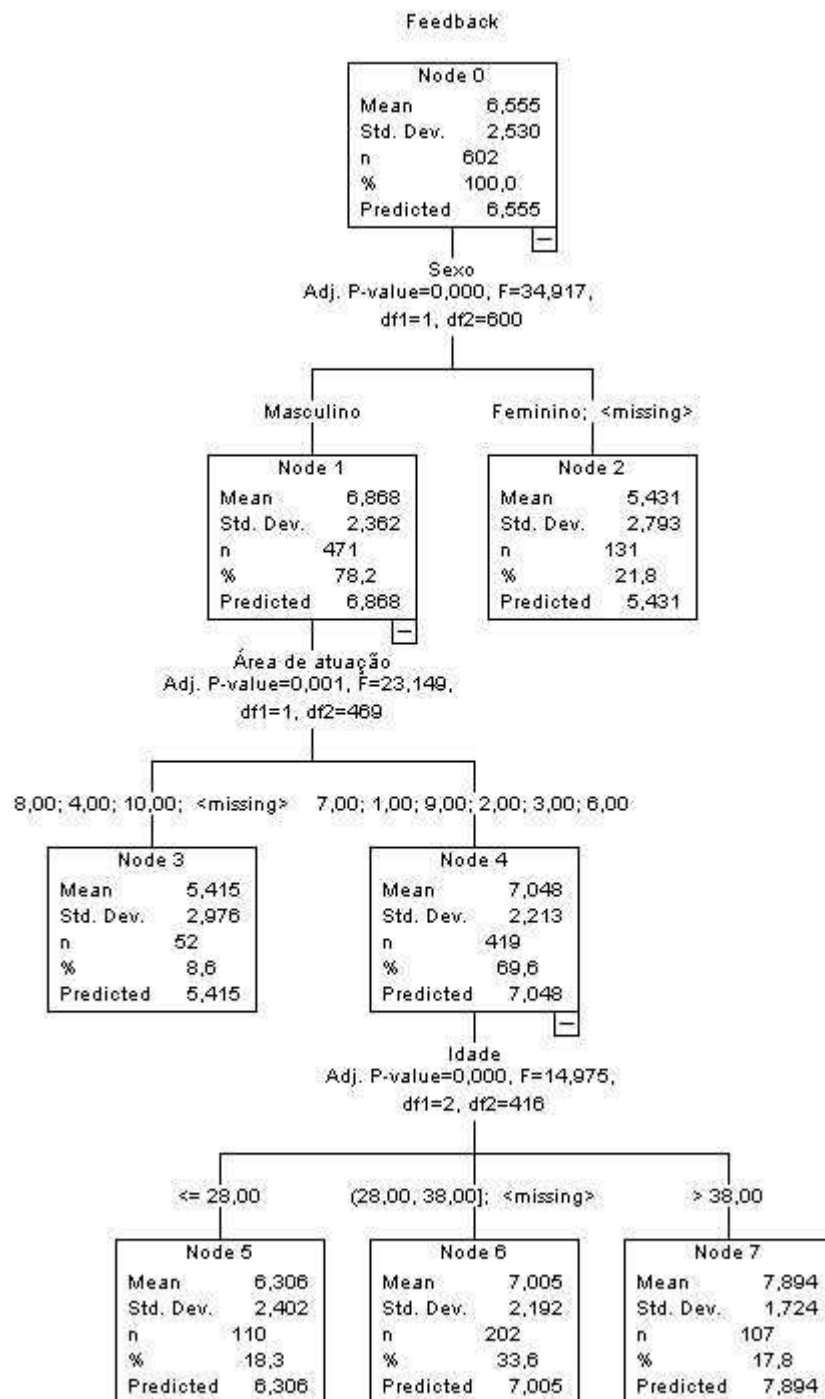 Feedback
Node 0
Mean 6,555
Std. Dev. 2,530
n 602
% 100,0
Predicted 6,555
Sexo
Adj. P-value=0,000, F=34,917,
df1=1, df2=600
Masculino
Feminino; <missing>
Node 1
Mean 6,868
Std. Dev. 2,362
n 471
% 78,2
Predicted 6,868
Node 2
Mean 5,431
Std. Dev. 2,793
n 131
% 21,8
Predicted 5,431
Área de atuação
Adj. P-value=0,001, F=23,149,
df1=1, df2=469
8,00; 4,00; 10,00; <missing>
7,00; 1,00; 9,00; 2,00; 3,00; 6,00
Node 3
Mean 5,415
Std. Dev. 2,976
n 52
% 8,6
Predicted 5,415
Node 4
Mean 7,048
Std. Dev. 2,213
n 419
% 69,6
Predicted 7,048
Idade
Adj. P-value=0,000, F=14,975,
df1=2, df2=416
<= 28,00
(28,00, 38,00]; <missing>
> 38,00
Node 5
Mean 6,306
Std. Dev. 2,402
n 110
% 18,3
Predicted 6,306
Node 6
Mean 7,005
Std. Dev. 2,192
n 202
% 33,6
Predicted 7,005
Node 7
Mean 7,894
Std. Dev. 1,724
n 107
% 17,8
Predicted 7,894